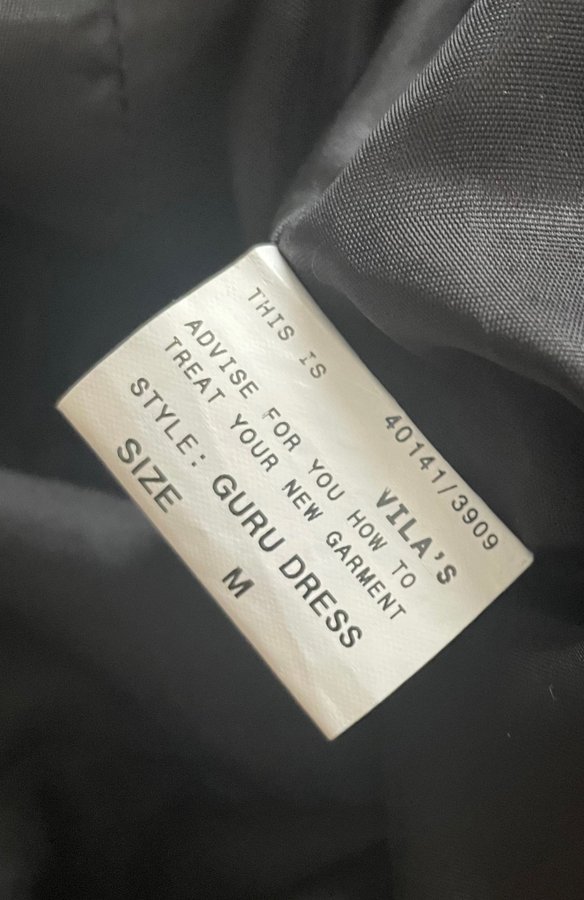 40141/3909
THIS IS VILA'S
ADVISE FOR YOU HOW TO
TREAT YOUR NEW GARMENT
STYLE: GURU DRESS
SIZE M